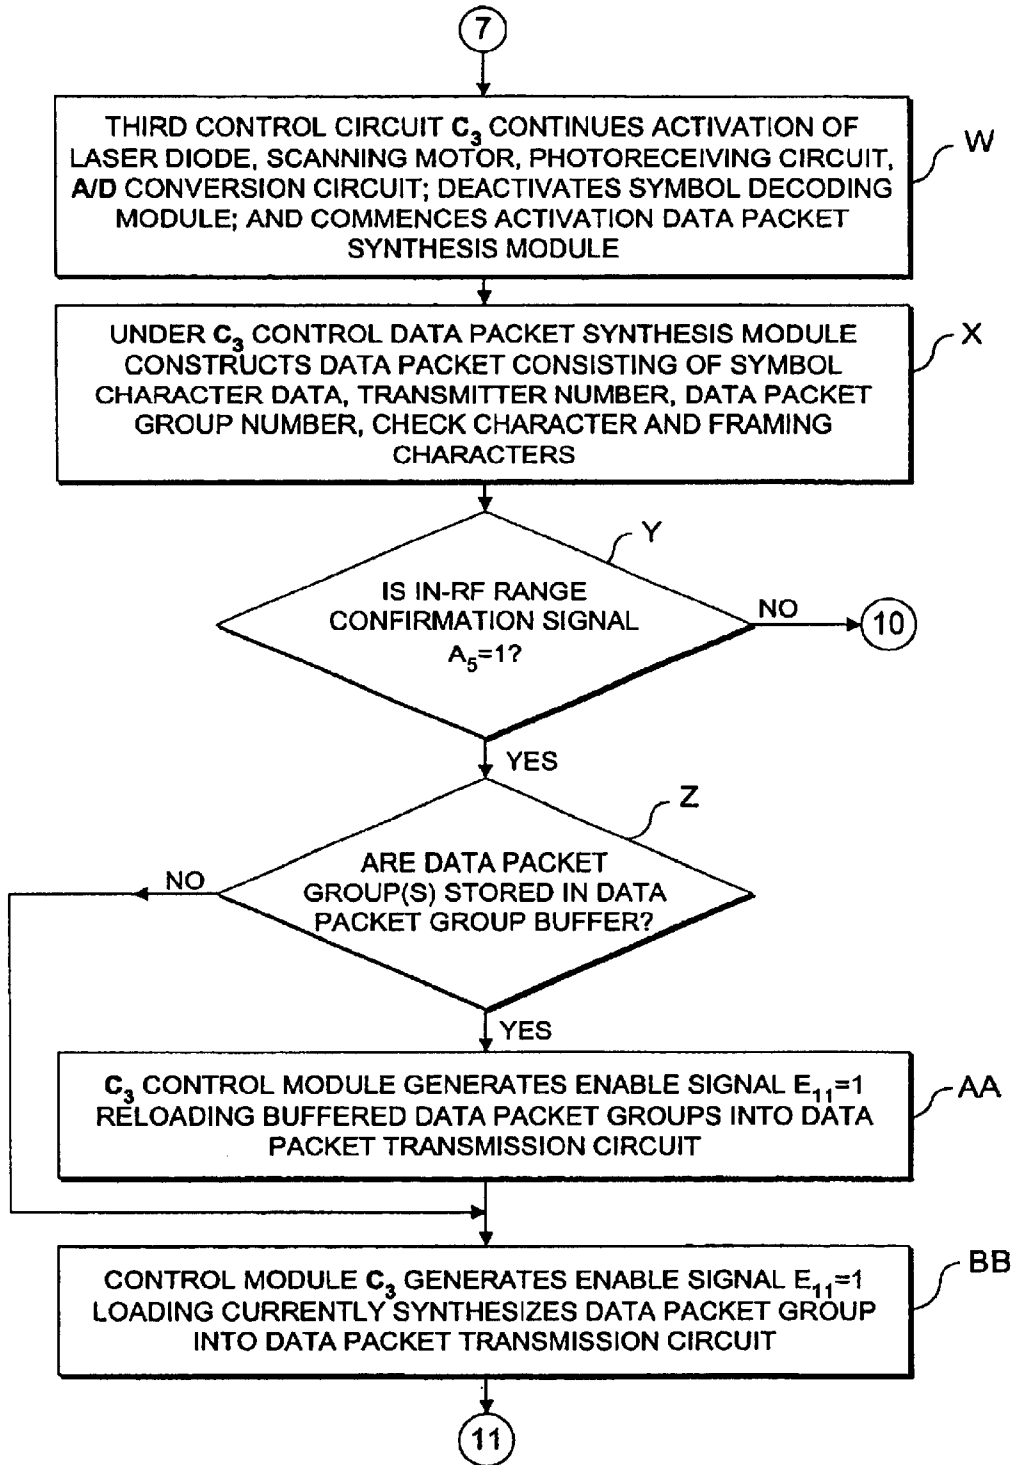 7
THIRD CONTROL CIRCUIT C3 CONTINUES ACTIVATION OF
LASER DIODE, SCANNING MOTOR, PHOTORECEIVING CIRCUIT,
A/D CONVERSION CIRCUIT; DEACTIVATES SYMBOL DECODING
MODULE; AND COMMENCES ACTIVATION DATA PACKET
SYNTHESIS MODULE
W
UNDER C3 CONTROL DATA PACKET SYNTHESIS MODULE
CONSTRUCTS DATA PACKET CONSISTING OF SYMBOL
CHARACTER DATA, TRANSMITTER NUMBER, DATA PACKET
GROUP NUMBER, CHECK CHARACTER AND FRAMING
CHARACTERS
X
IS IN-RF RANGE
CONFIRMATION SIGNAL
A5=1?
Y
NO
10
YES
ARE DATA PACKET
GROUP(S) STORED IN DATA
PACKET GROUP BUFFER?
Z
NO
YES
C3 CONTROL MODULE GENERATES ENABLE SIGNAL E11=1
RELOADING BUFFERED DATA PACKET GROUPS INTO DATA
PACKET TRANSMISSION CIRCUIT
AA
CONTROL MODULE C3 GENERATES ENABLE SIGNAL E11=1
LOADING CURRENTLY SYNTHESIZES DATA PACKET GROUP
INTO DATA PACKET TRANSMISSION CIRCUIT
BB
11